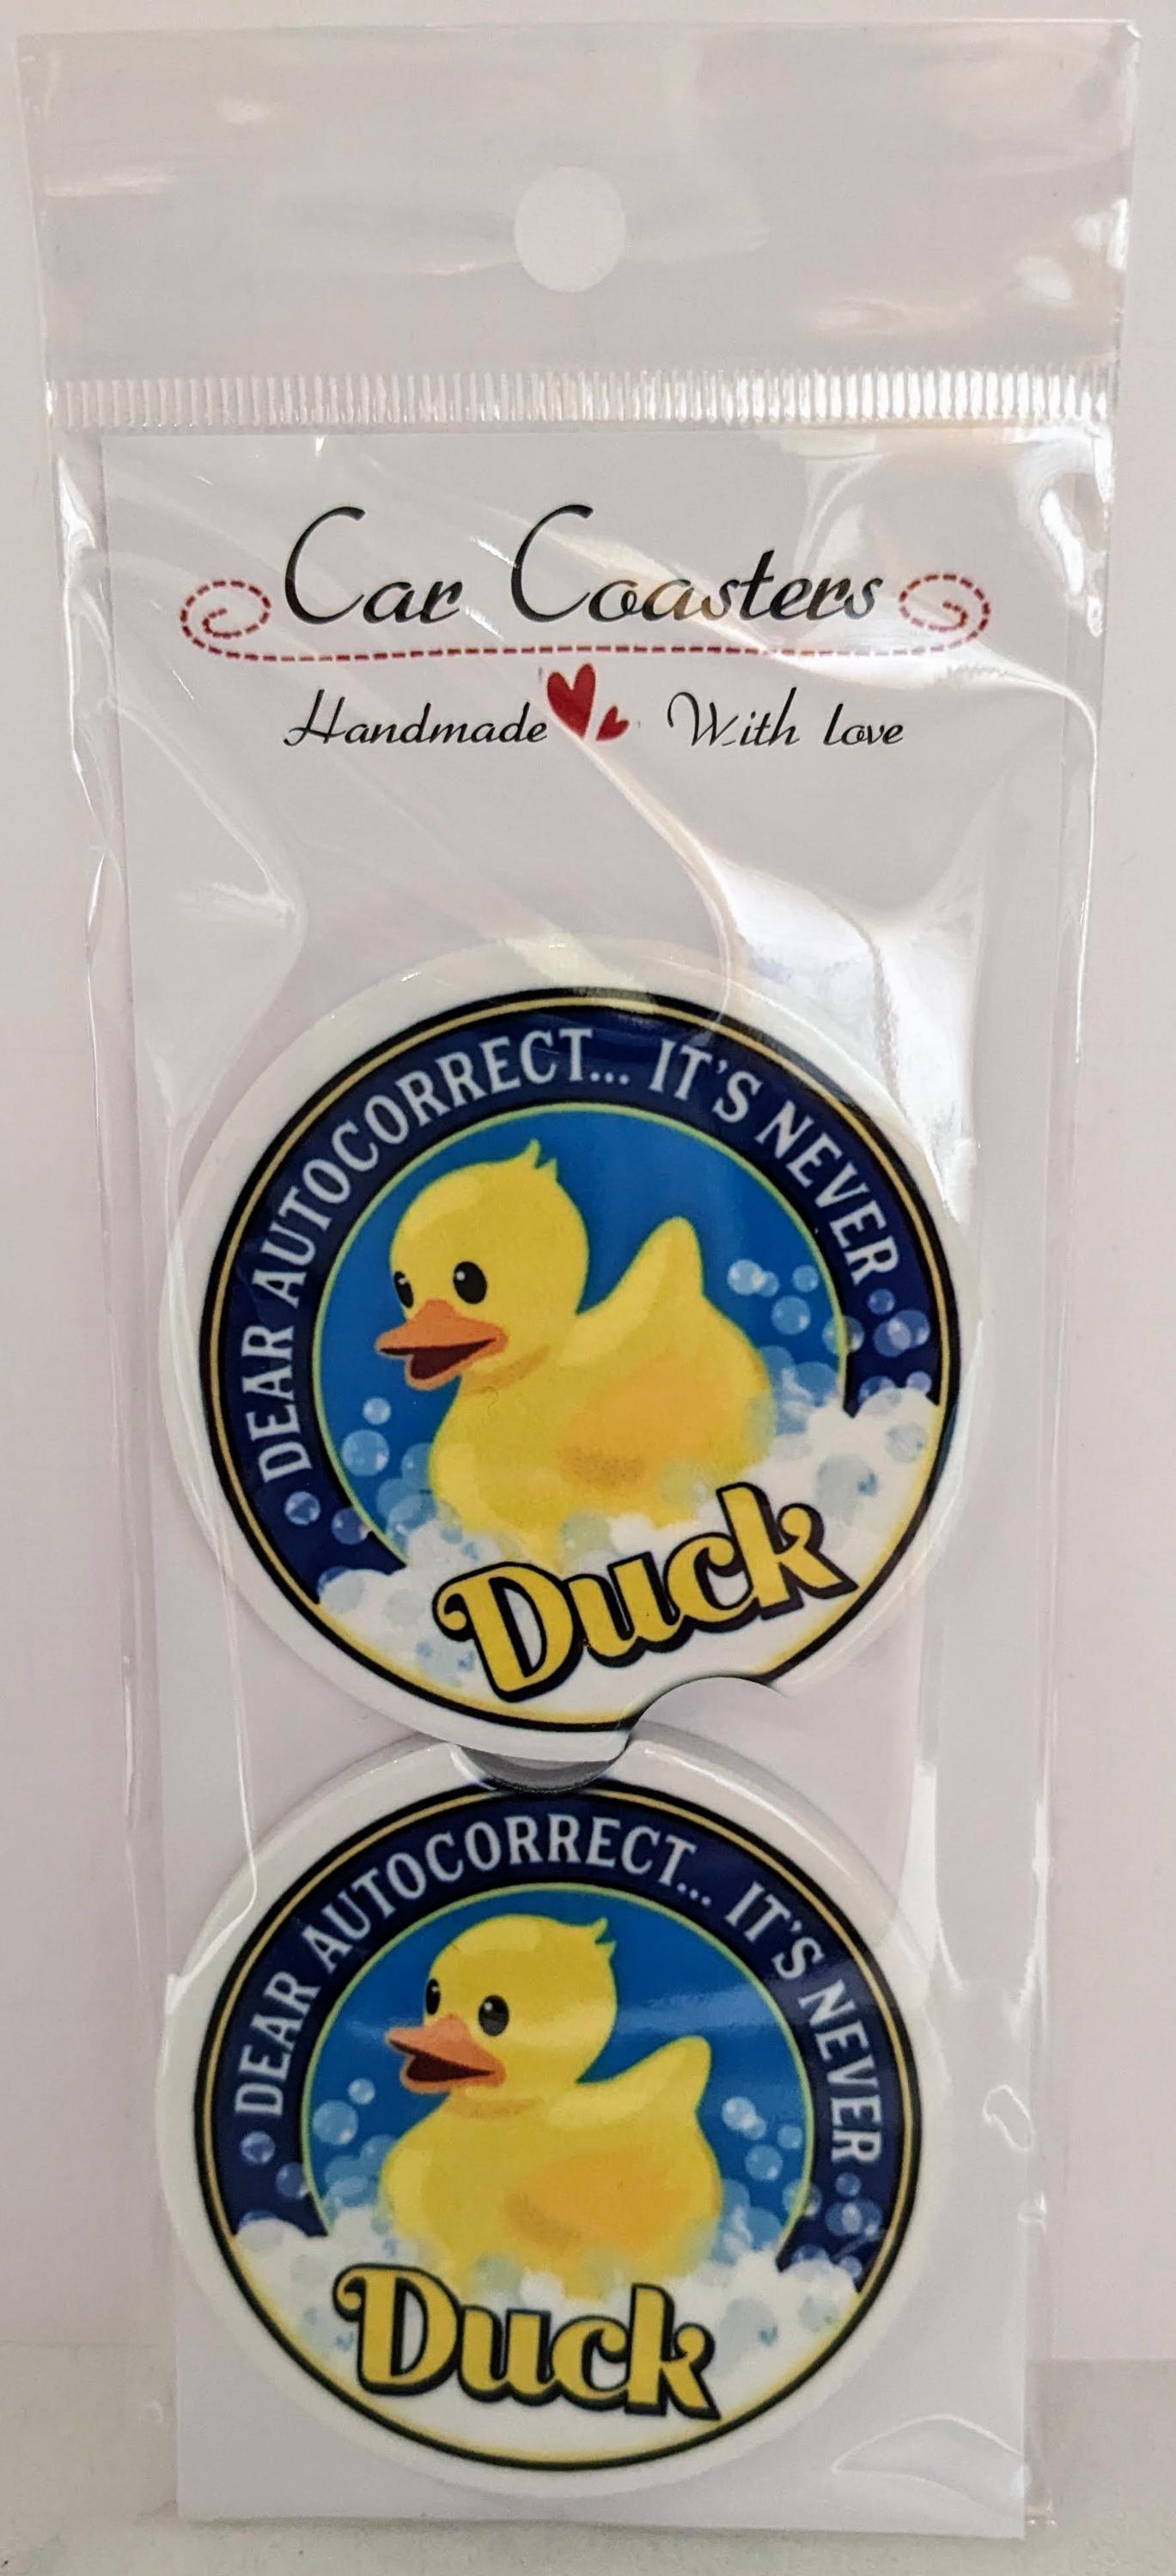 Car Coasters
Handmade With love
DEAR AUTOCORRECT... IT'S NEVER
Duck
DEAR AUTOCORRECT... IT'S NEVER
Duck